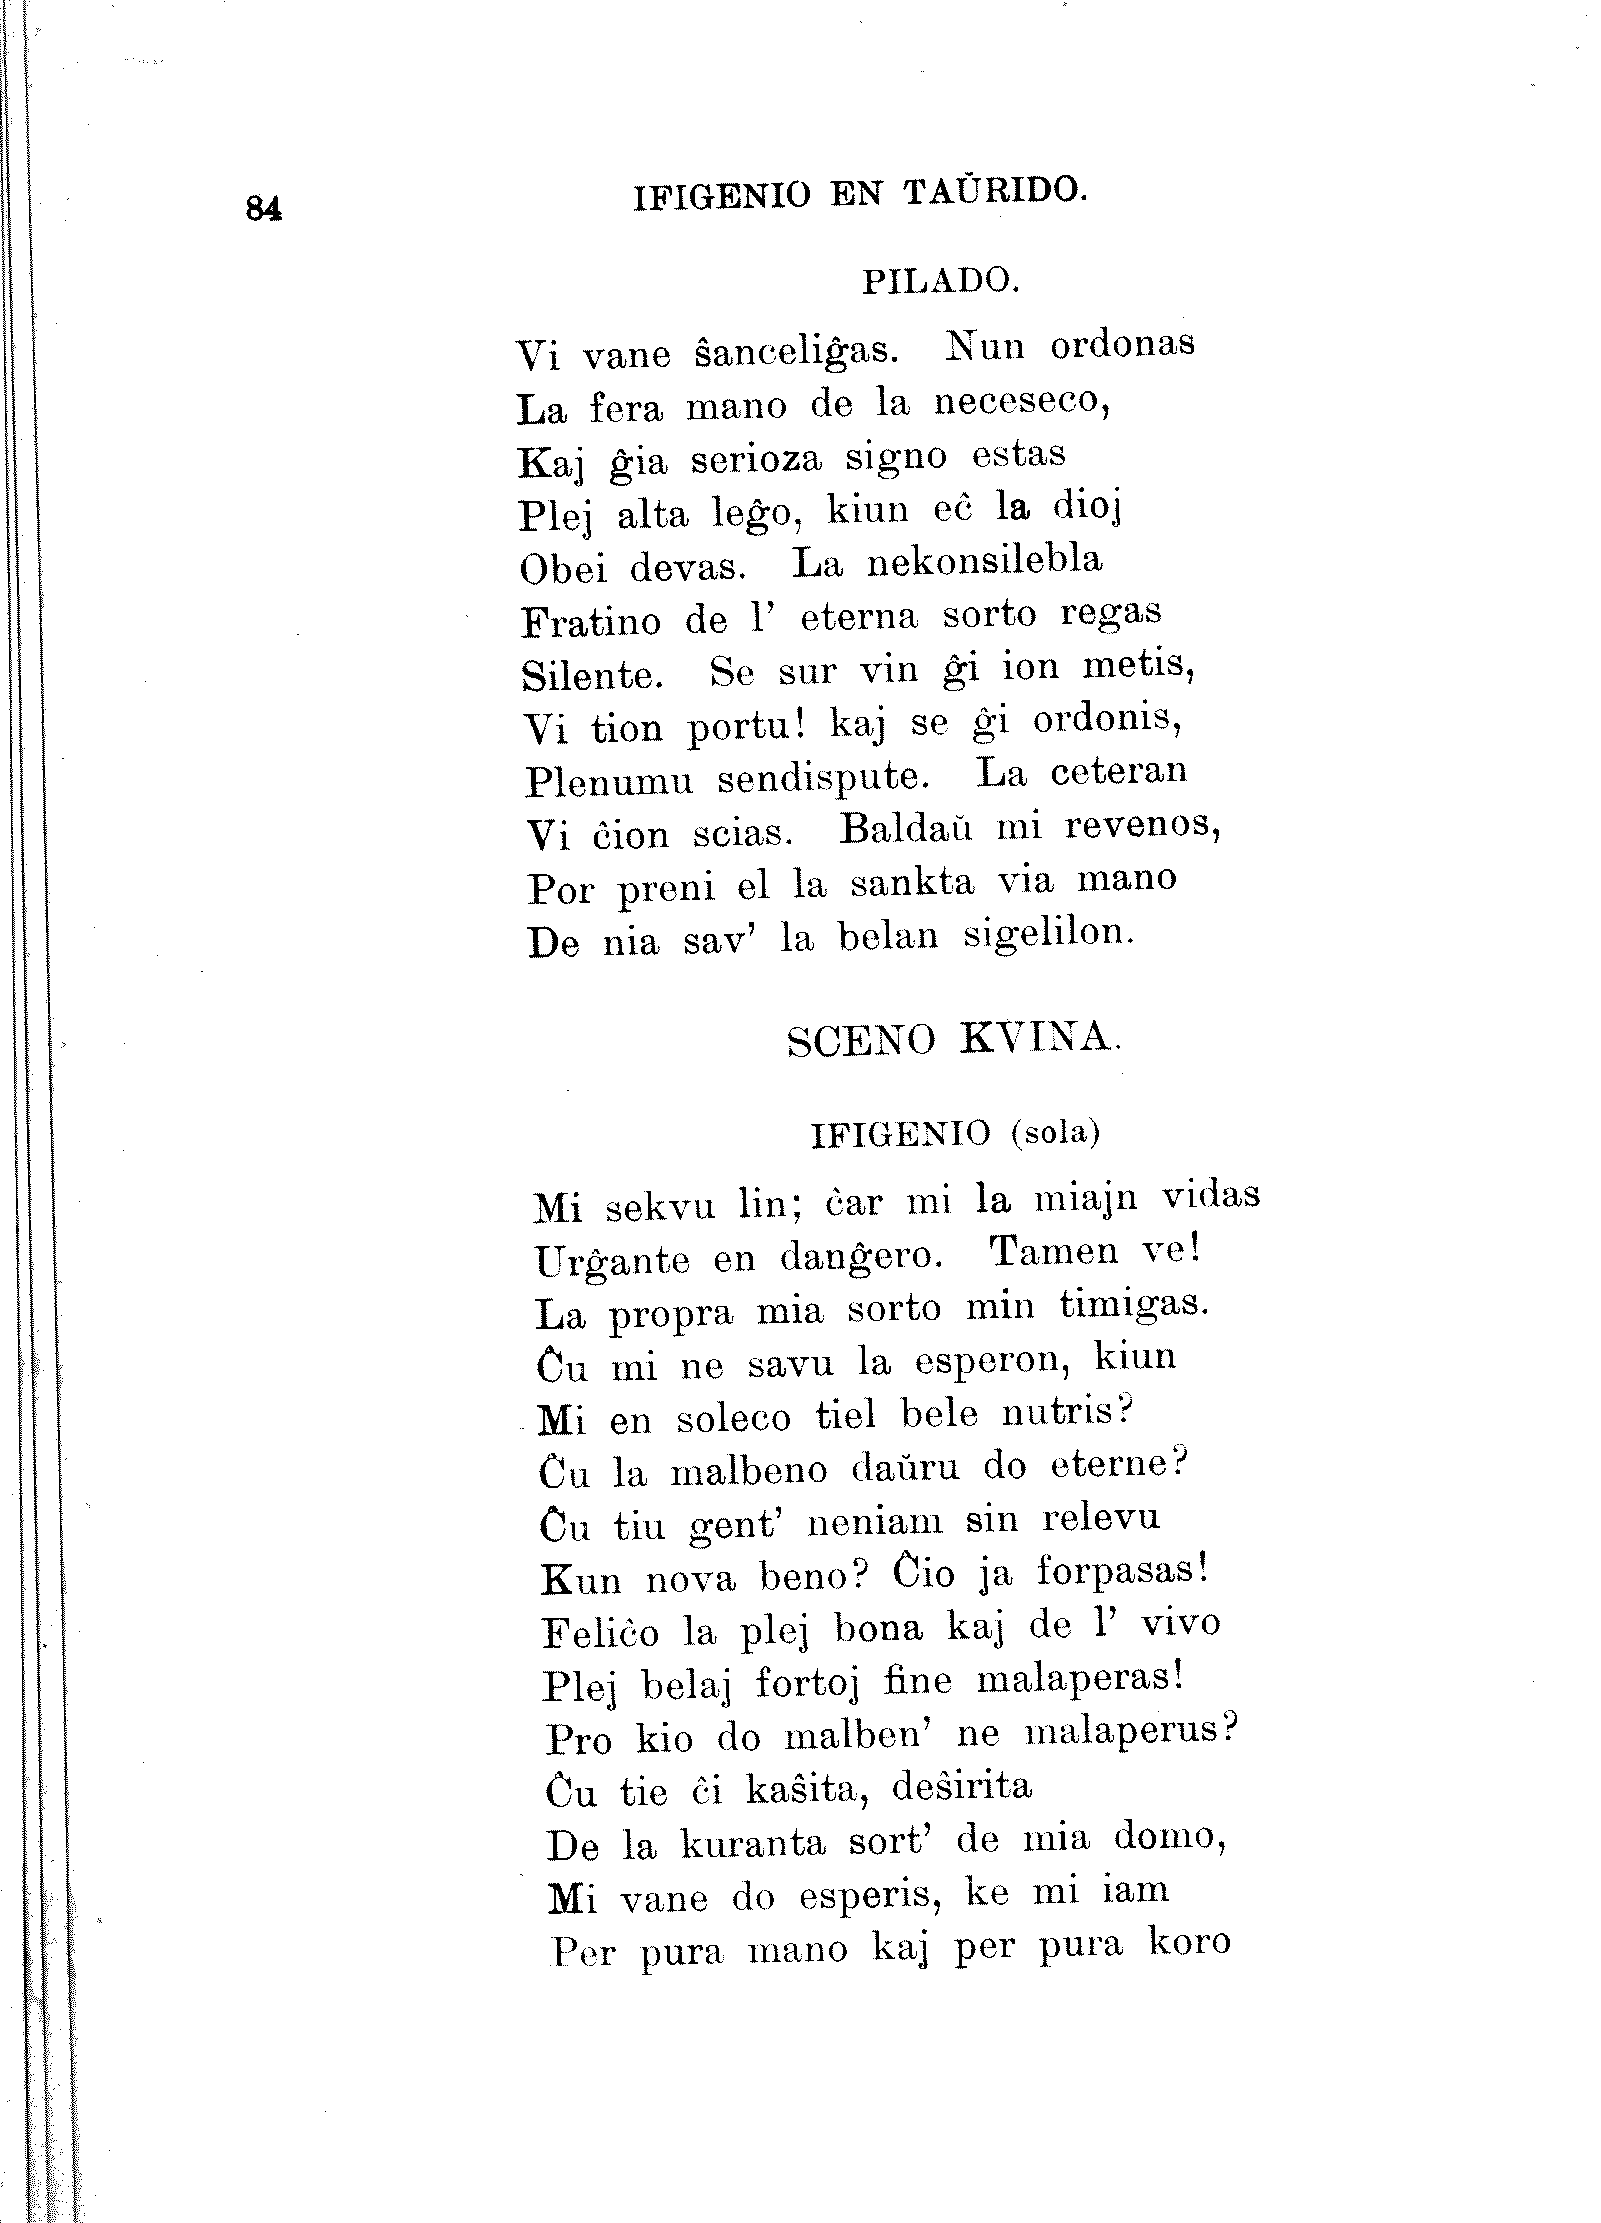 84
IFIGENIO EN TAŬRIDO.
PILADO.
Vi vane ŝanceliĝas. Nun ordonas
La fera mano de la neceseco,
Kaj ĝia serioza signo estas
Plej alta leĝo, kiun eĉ la dioj
Obei devas. La nekonsilebla
Fratino de l’ eterna sorto regas
Silente. Se sur vin ĝi ion metis,
Vi tion portu! kaj se ĝi ordonis,
Plenumu sendispute. La ceteran
Vi ĉion scias. Baldaŭ mi revenos,
Por preni el la sankta via mano
De nia sav’ la belan sigelilon.
SCENO KVINA.
IFIGENIO (sola)
Mi sekvu lin; ĉar mi la miajn vidas
Urĝante en danĝero. Tamen ve!
La propra mia sorto min timigas.
Ĉu mi ne savu la esperon, kiun
Mi en soleco tiel bele nutris?
Ĉu la malbeno daŭru do eterne?
Ĉu tiu gent’ neniam sin relevu
Kun nova beno? Ĉio ja forpasas!
Feliĉo la plej bona kaj de l’ vivo
Plej belaj fortoj fine malaperas!
Pro kio do malben’ ne malaperus?
Ĉu tie ĉi kaŝita, deŝirita
De la kuranta sort’ de mia domo,
Mi vane do esperis, ke mi iam
Per pura mano kaj per pura koro